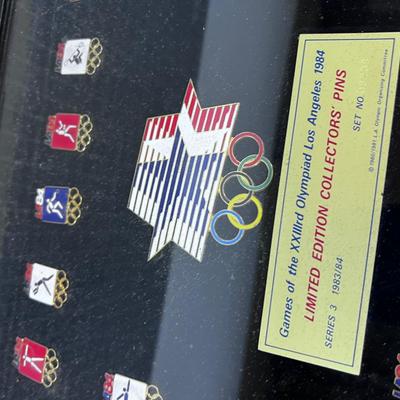 Games of the XXIIIrd Olympiad Los Angeles 1984
LIMITED EDITION COLLECTORS' PINS
SERIES 3 1983/84
SET NO.
© 1980/1981 L.A. Olympic Organizing Committee